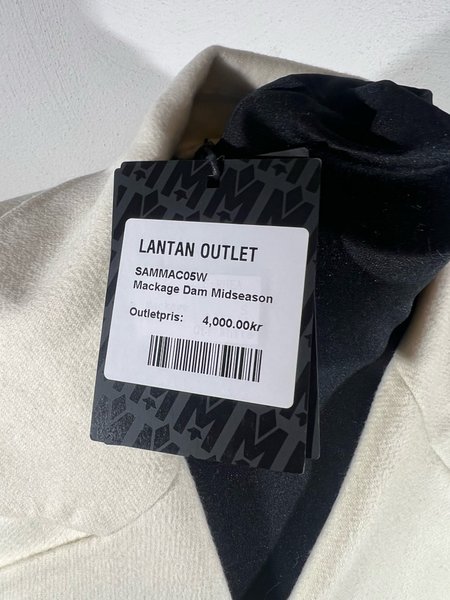 LANTAN OUTLET
SAMMAC05W
Mackage Dam Midseason
Outletpris: 4,000.00kr